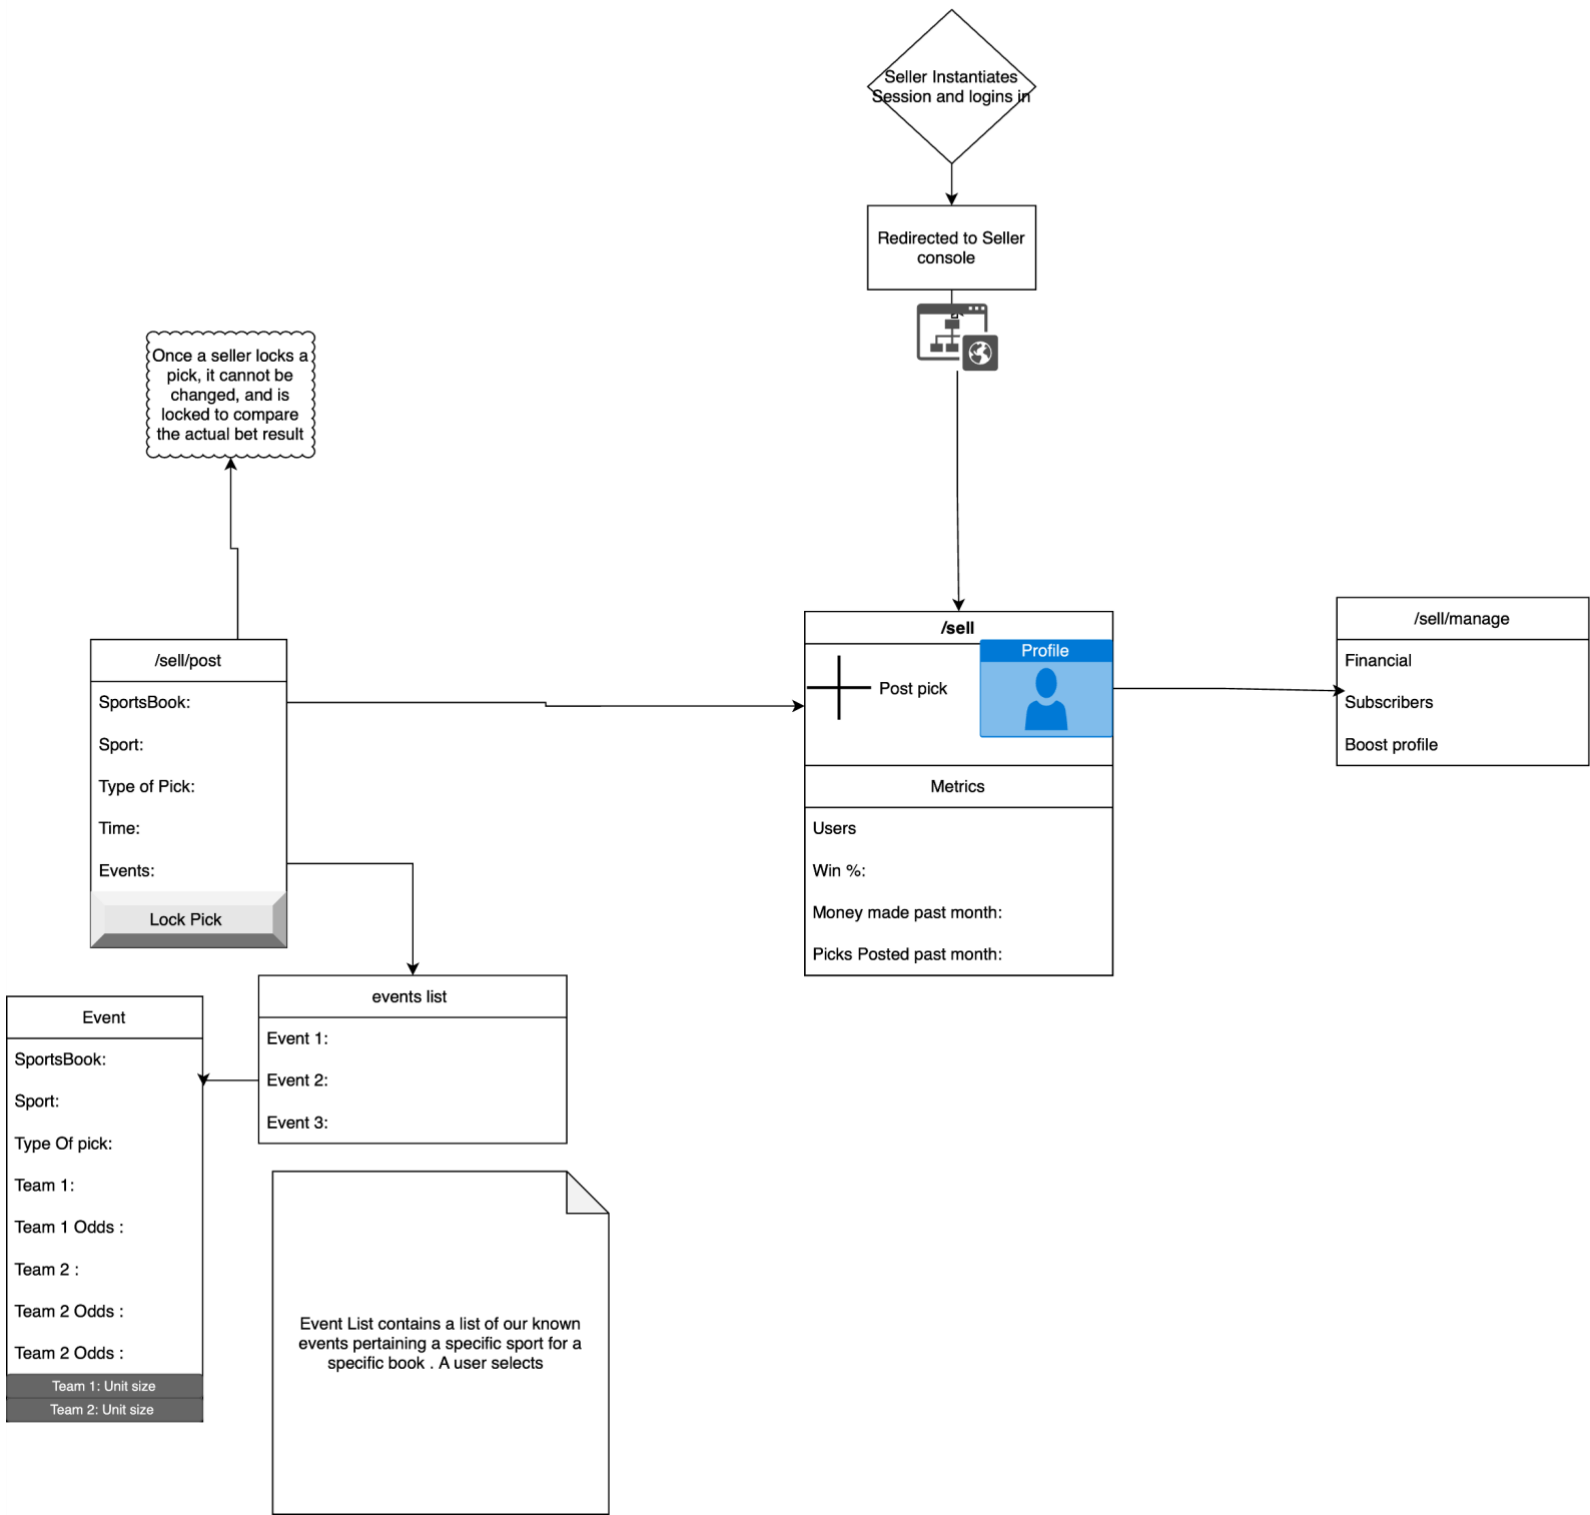 Seller Instantiates
Session and logins in
Redirected to Seller
console
Once a seller locks a
pick, it cannot be
changed, and is
locked to compare
the actual bet result
/sell/post
SportsBook:
Sport:
Type of Pick:
Time:
Events:
Lock Pick
/sell
Profile
Post pick
Metrics
Users
Win %:
Money made past month:
Picks Posted past month:
/sell/manage
Financial
Subscribers
Boost profile
events list
Event 1:
Event 2:
Event 3:
Event
SportsBook:
Sport:
Type Of pick:
Team 1:
Team 1 Odds :
Team 2 :
Team 2 Odds :
Team 2 Odds :
Team 1: Unit size
Team 2: Unit size
Event List contains a list of our known
events pertaining a specific sport for a
specific book . A user selects